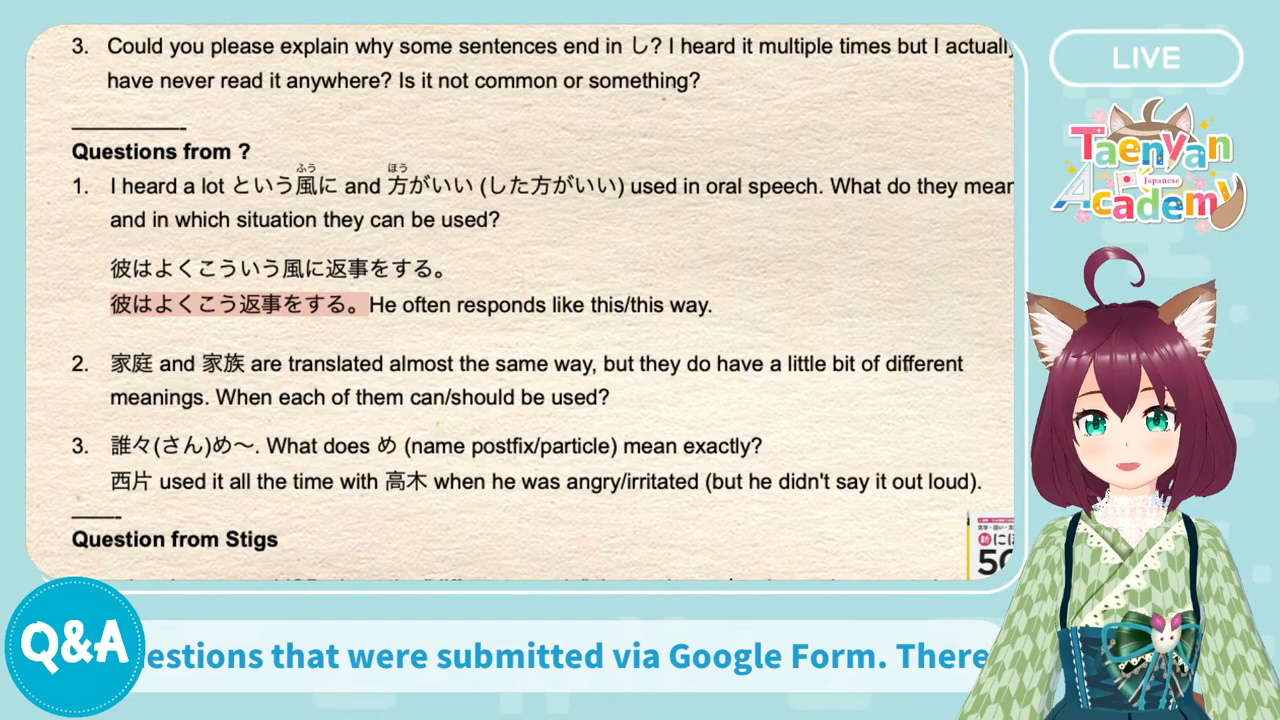 3. Could you please explain why some sentences end in し? I heard it multiple times but I actually
have never read it anywhere? Is it not common or something?
Questions from ?
ふう ほう
1. I heard a lot という風に and 方がいい (した方がいい) used in oral speech. What do they mean
and in which situation they can be used?
彼はよくこういう風に返事をする。
彼はよくこう返事をする。He often responds like this/this way.
2. 家庭 and 家族 are translated almost the same way, but they do have a little bit of different
meanings. When each of them can/should be used?
3. 誰々(さん)め〜. What does め (name postfix/particle) mean exactly?
西片 used it all the time with 高木 when he was angry/irritated (but he didn't say it out loud).
Question from Stigs
LIVE
Taenyan
Japanese
Academy
Q&A
estions that were submitted via Google Form. There